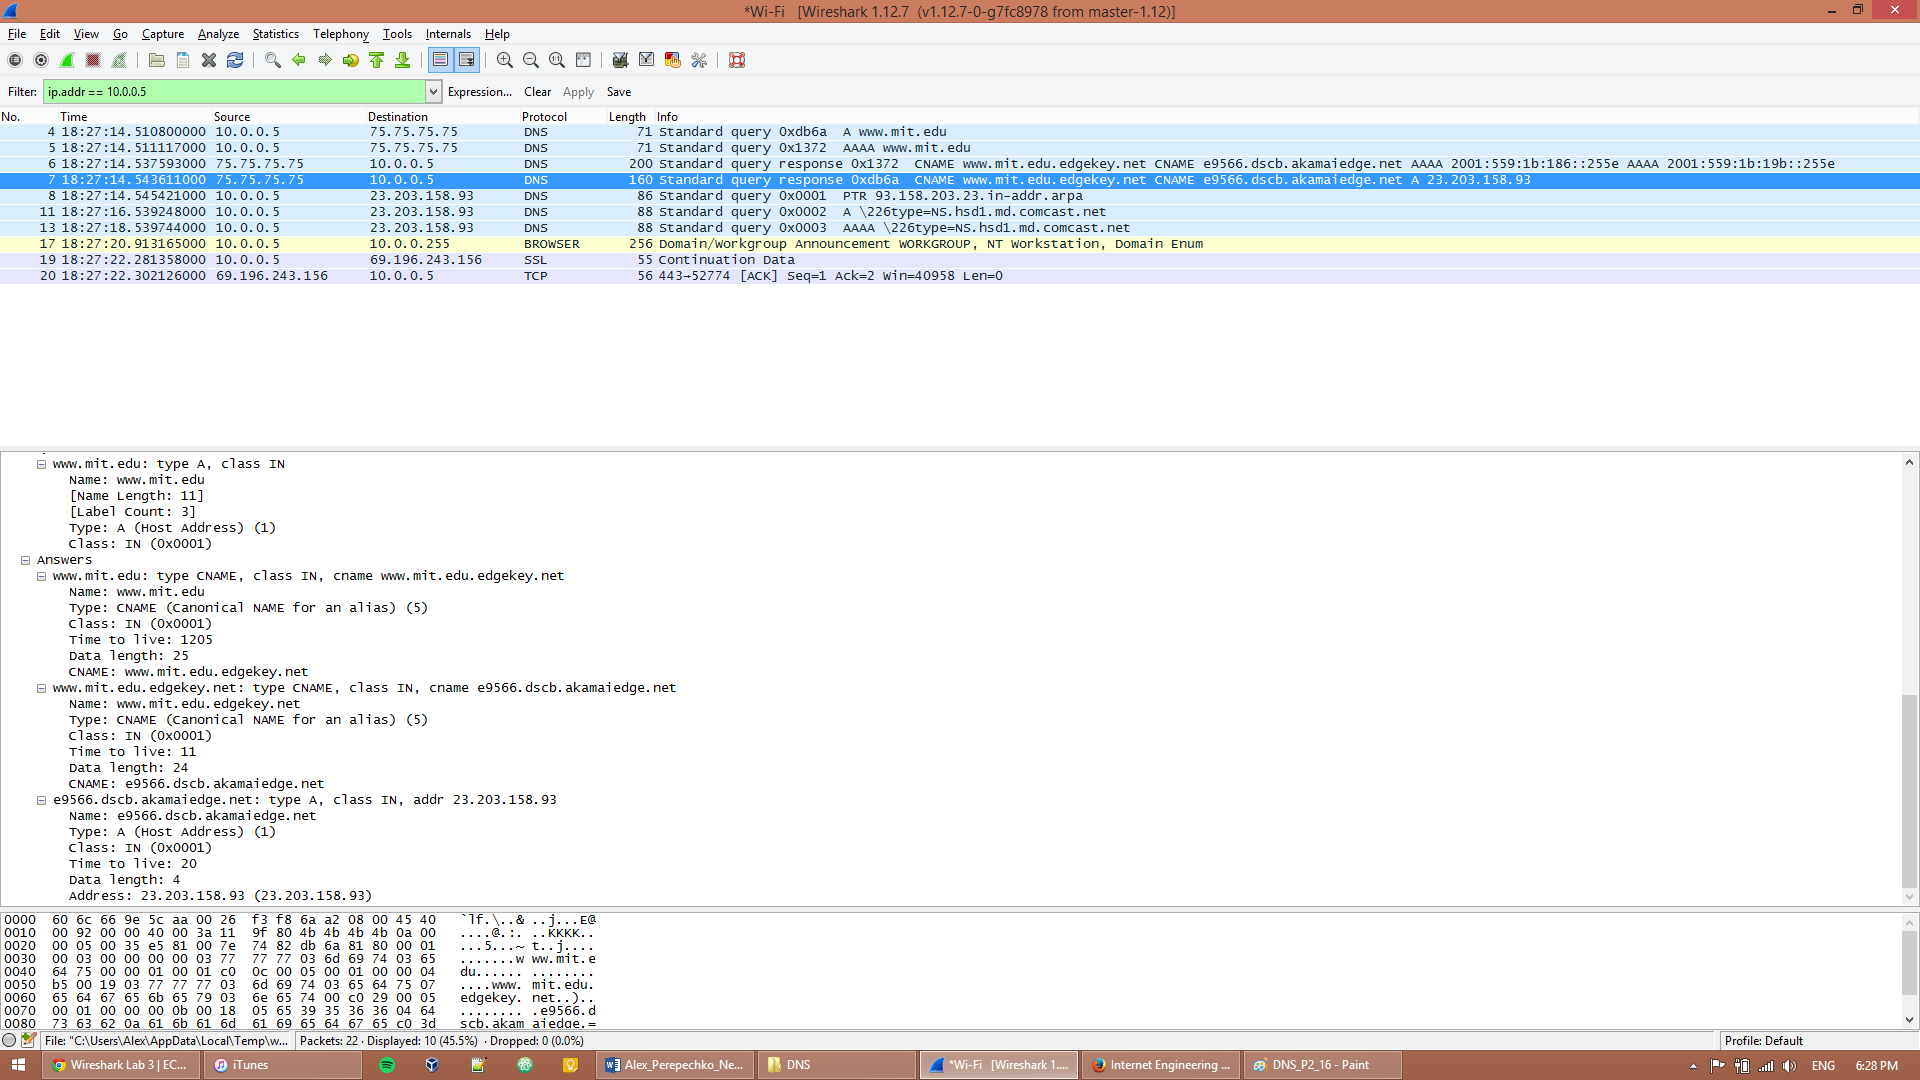 *Wi-Fi   [Wireshark 1.12.7  (v1.12.7-0-g7fc8978 from master-1.12)]
File Edit View Go Capture Analyze Statistics Telephony Tools Internals Help
Filter: ip.addr == 10.0.0.5 Expression... Clear Apply Save
No. Time Source Destination Protocol Length Info
4 18:27:14.510800000 10.0.0.5 75.75.75.75 DNS 71 Standard query 0xdb6a  A www.mit.edu
5 18:27:14.511117000 10.0.0.5 75.75.75.75 DNS 71 Standard query 0x1372  AAAA www.mit.edu
6 18:27:14.537593000 75.75.75.75 10.0.0.5 DNS 200 Standard query response 0x1372  CNAME www.mit.edu.edgekey.net CNAME e9566.dscb.akamaiedge.net AAAA 2001:559:1b:186::255e AAAA 2001:559:1b:19b::255e
7 18:27:14.543611000 75.75.75.75 10.0.0.5 DNS 160 Standard query response 0xdb6a  CNAME www.mit.edu.edgekey.net CNAME e9566.dscb.akamaiedge.net A 23.203.158.93
8 18:27:14.545421000 10.0.0.5 23.203.158.93 DNS 86 Standard query 0x0001  PTR 93.158.203.23.in-addr.arpa
11 18:27:16.539248000 10.0.0.5 23.203.158.93 DNS 88 Standard query 0x0002  A \226type=NS.hsd1.md.comcast.net
13 18:27:18.539744000 10.0.0.5 23.203.158.93 DNS 88 Standard query 0x0003  AAAA \226type=NS.hsd1.md.comcast.net
17 18:27:20.913165000 10.0.0.5 10.0.0.255 BROWSER 256 Domain/Workgroup Announcement WORKGROUP, NT Workstation, Domain Enum
19 18:27:22.281358000 10.0.0.5 69.196.243.156 SSL 55 Continuation Data
20 18:27:22.302126000 69.196.243.156 10.0.0.5 TCP 56 443→52774 [ACK] Seq=1 Ack=2 Win=40958 Len=0
www.mit.edu: type A, class IN
Name: www.mit.edu
[Name Length: 11]
[Label Count: 3]
Type: A (Host Address) (1)
Class: IN (0x0001)
Answers
www.mit.edu: type CNAME, class IN, cname www.mit.edu.edgekey.net
Name: www.mit.edu
Type: CNAME (Canonical NAME for an alias) (5)
Class: IN (0x0001)
Time to live: 1205
Data length: 25
CNAME: www.mit.edu.edgekey.net
www.mit.edu.edgekey.net: type CNAME, class IN, cname e9566.dscb.akamaiedge.net
Name: www.mit.edu.edgekey.net
Type: CNAME (Canonical NAME for an alias) (5)
Class: IN (0x0001)
Time to live: 11
Data length: 24
CNAME: e9566.dscb.akamaiedge.net
e9566.dscb.akamaiedge.net: type A, class IN, addr 23.203.158.93
Name: e9566.dscb.akamaiedge.net
Type: A (Host Address) (1)
Class: IN (0x0001)
Time to live: 20
Data length: 4
Address: 23.203.158.93 (23.203.158.93)
0000  60 6c 66 9e 5c aa 00 26  f3 f8 6a a2 08 00 45 40   `lf.\..& ..j...E@
0010  00 92 00 00 40 00 3a 11  9f 80 4b 4b 4b 4b 0a 00   ....@.:. ..KKKK..
0020  00 05 00 35 e5 81 00 7e  74 82 db 6a 81 80 00 01   ...5...~ t..j....
0030  00 03 00 00 00 00 03 77  77 77 03 6d 69 74 03 65   .......w ww.mit.e
0040  64 75 00 00 01 00 01 c0  0c 00 05 00 01 00 00 04   du...... ........
0050  b5 00 19 03 77 77 77 03  6d 69 74 03 65 64 75 07   ....www. mit.edu.
0060  65 64 67 65 6b 65 79 03  6e 65 74 00 c0 29 00 05   edgekey. net..)..
0070  00 01 00 00 00 0b 00 18  05 65 39 35 36 36 04 64   ........ .e9566.d
0080  73 63 62 0a 61 6b 61 6d  61 69 65 64 67 65 c0 3d   scb.akam aiedge.=
File: "C:\Users\Alex\AppData\Local\Temp\w... Packets: 22 · Displayed: 10 (45.5%)  · Dropped: 0 (0.0%) Profile: Default
Wireshark Lab 3 | EC... iTunes Alex_Perepechko_Ne... DNS *Wi-Fi   [Wireshark 1.... Internet Engineering ... DNS_P2_16 - Paint ENG 6:28 PM